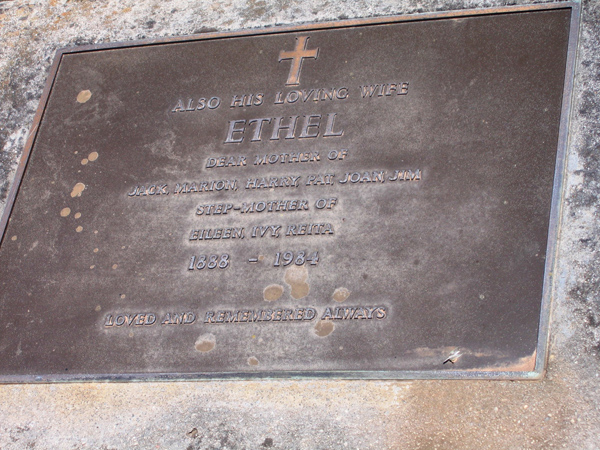 ALSO HIS LOVING WIFE
ETHEL
DEAR MOTHER OF
JACK, MARION, HARRY, PAT, JOAN, JIM
STEP-MOTHER OF
EILEEN, IVY, REITA
1888 - 1984
LOVED AND REMEMBERED ALWAYS